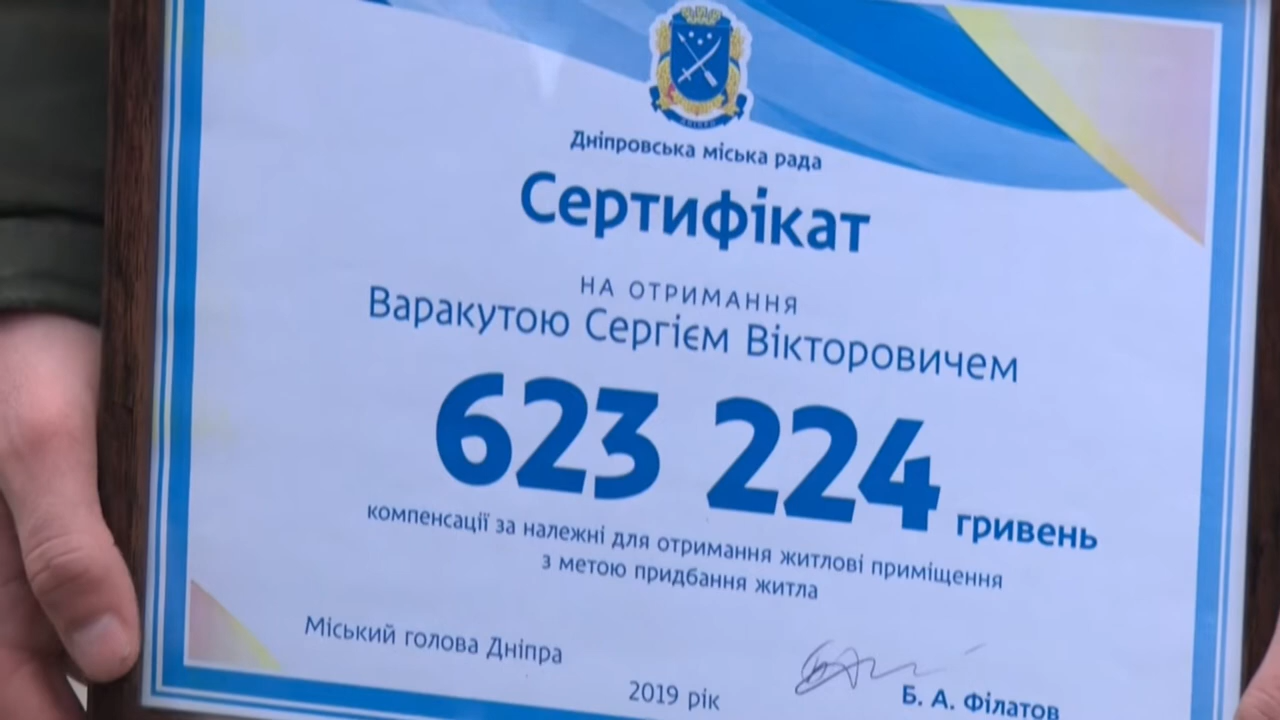 Дніпровська міська рада
Сертифікат
НА ОТРИМАННЯ
Варакутою Сергієм Вікторовичем
623 224 гривень
компенсації за належні для отримання житлові приміщення
з метою придбання житла
Міський голова Дніпра
2019 рік
Б. А. Філатов